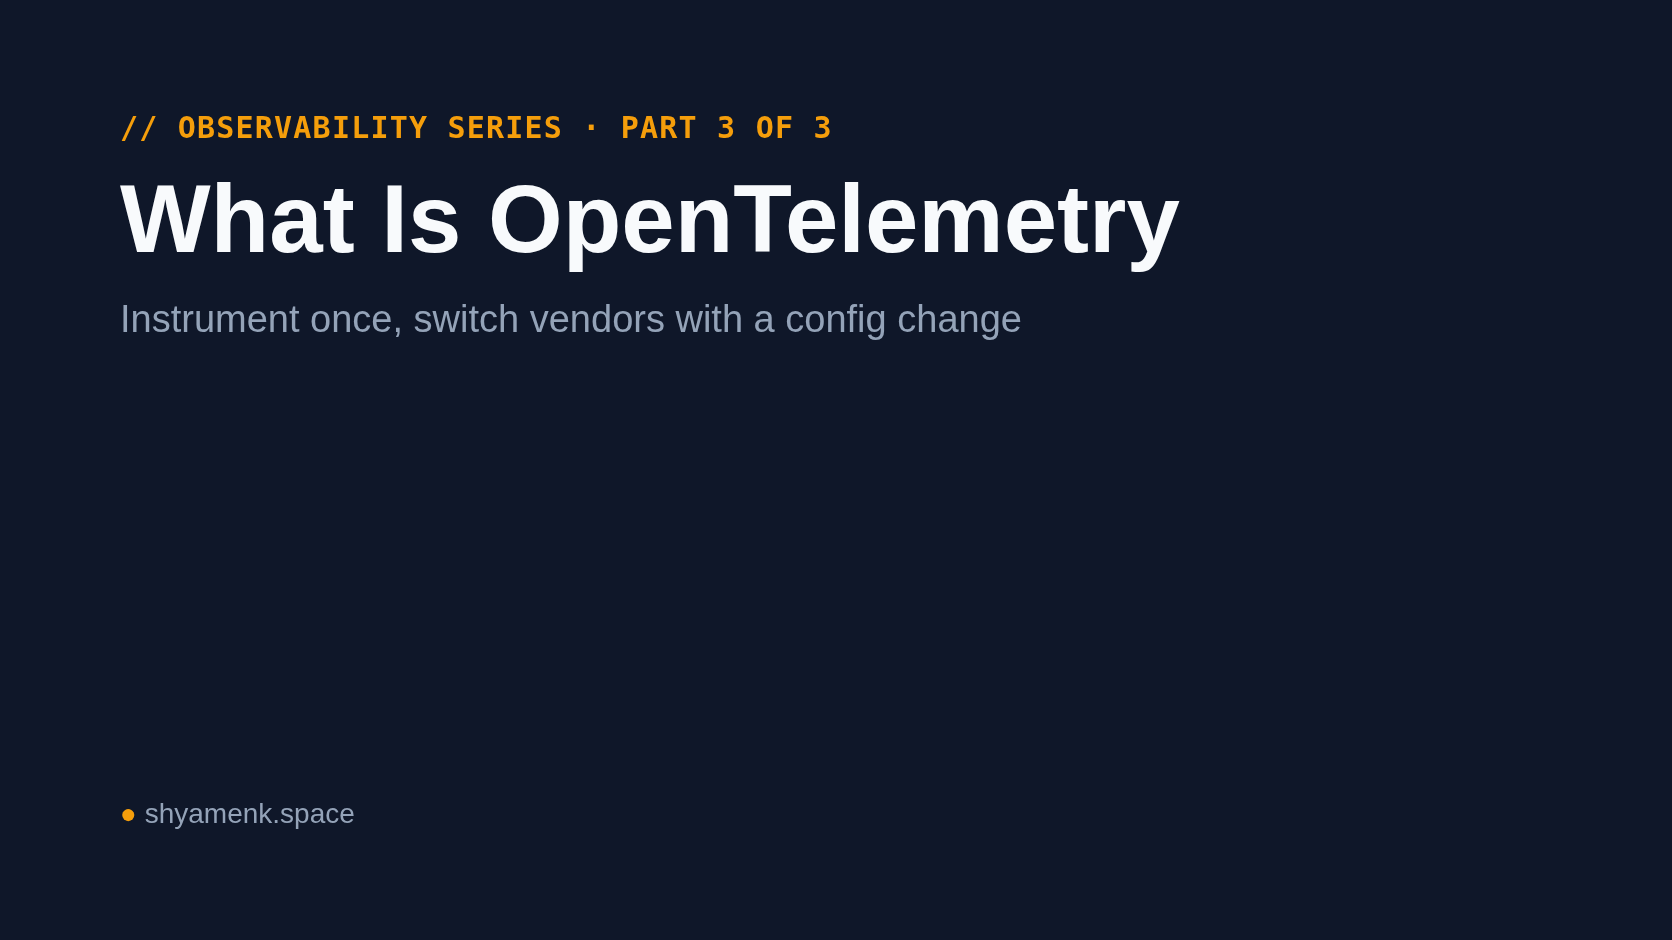 // OBSERVABILITY SERIES · PART 3 OF 3
What Is OpenTelemetry
Instrument once, switch vendors with a config change
● shyamenk.space